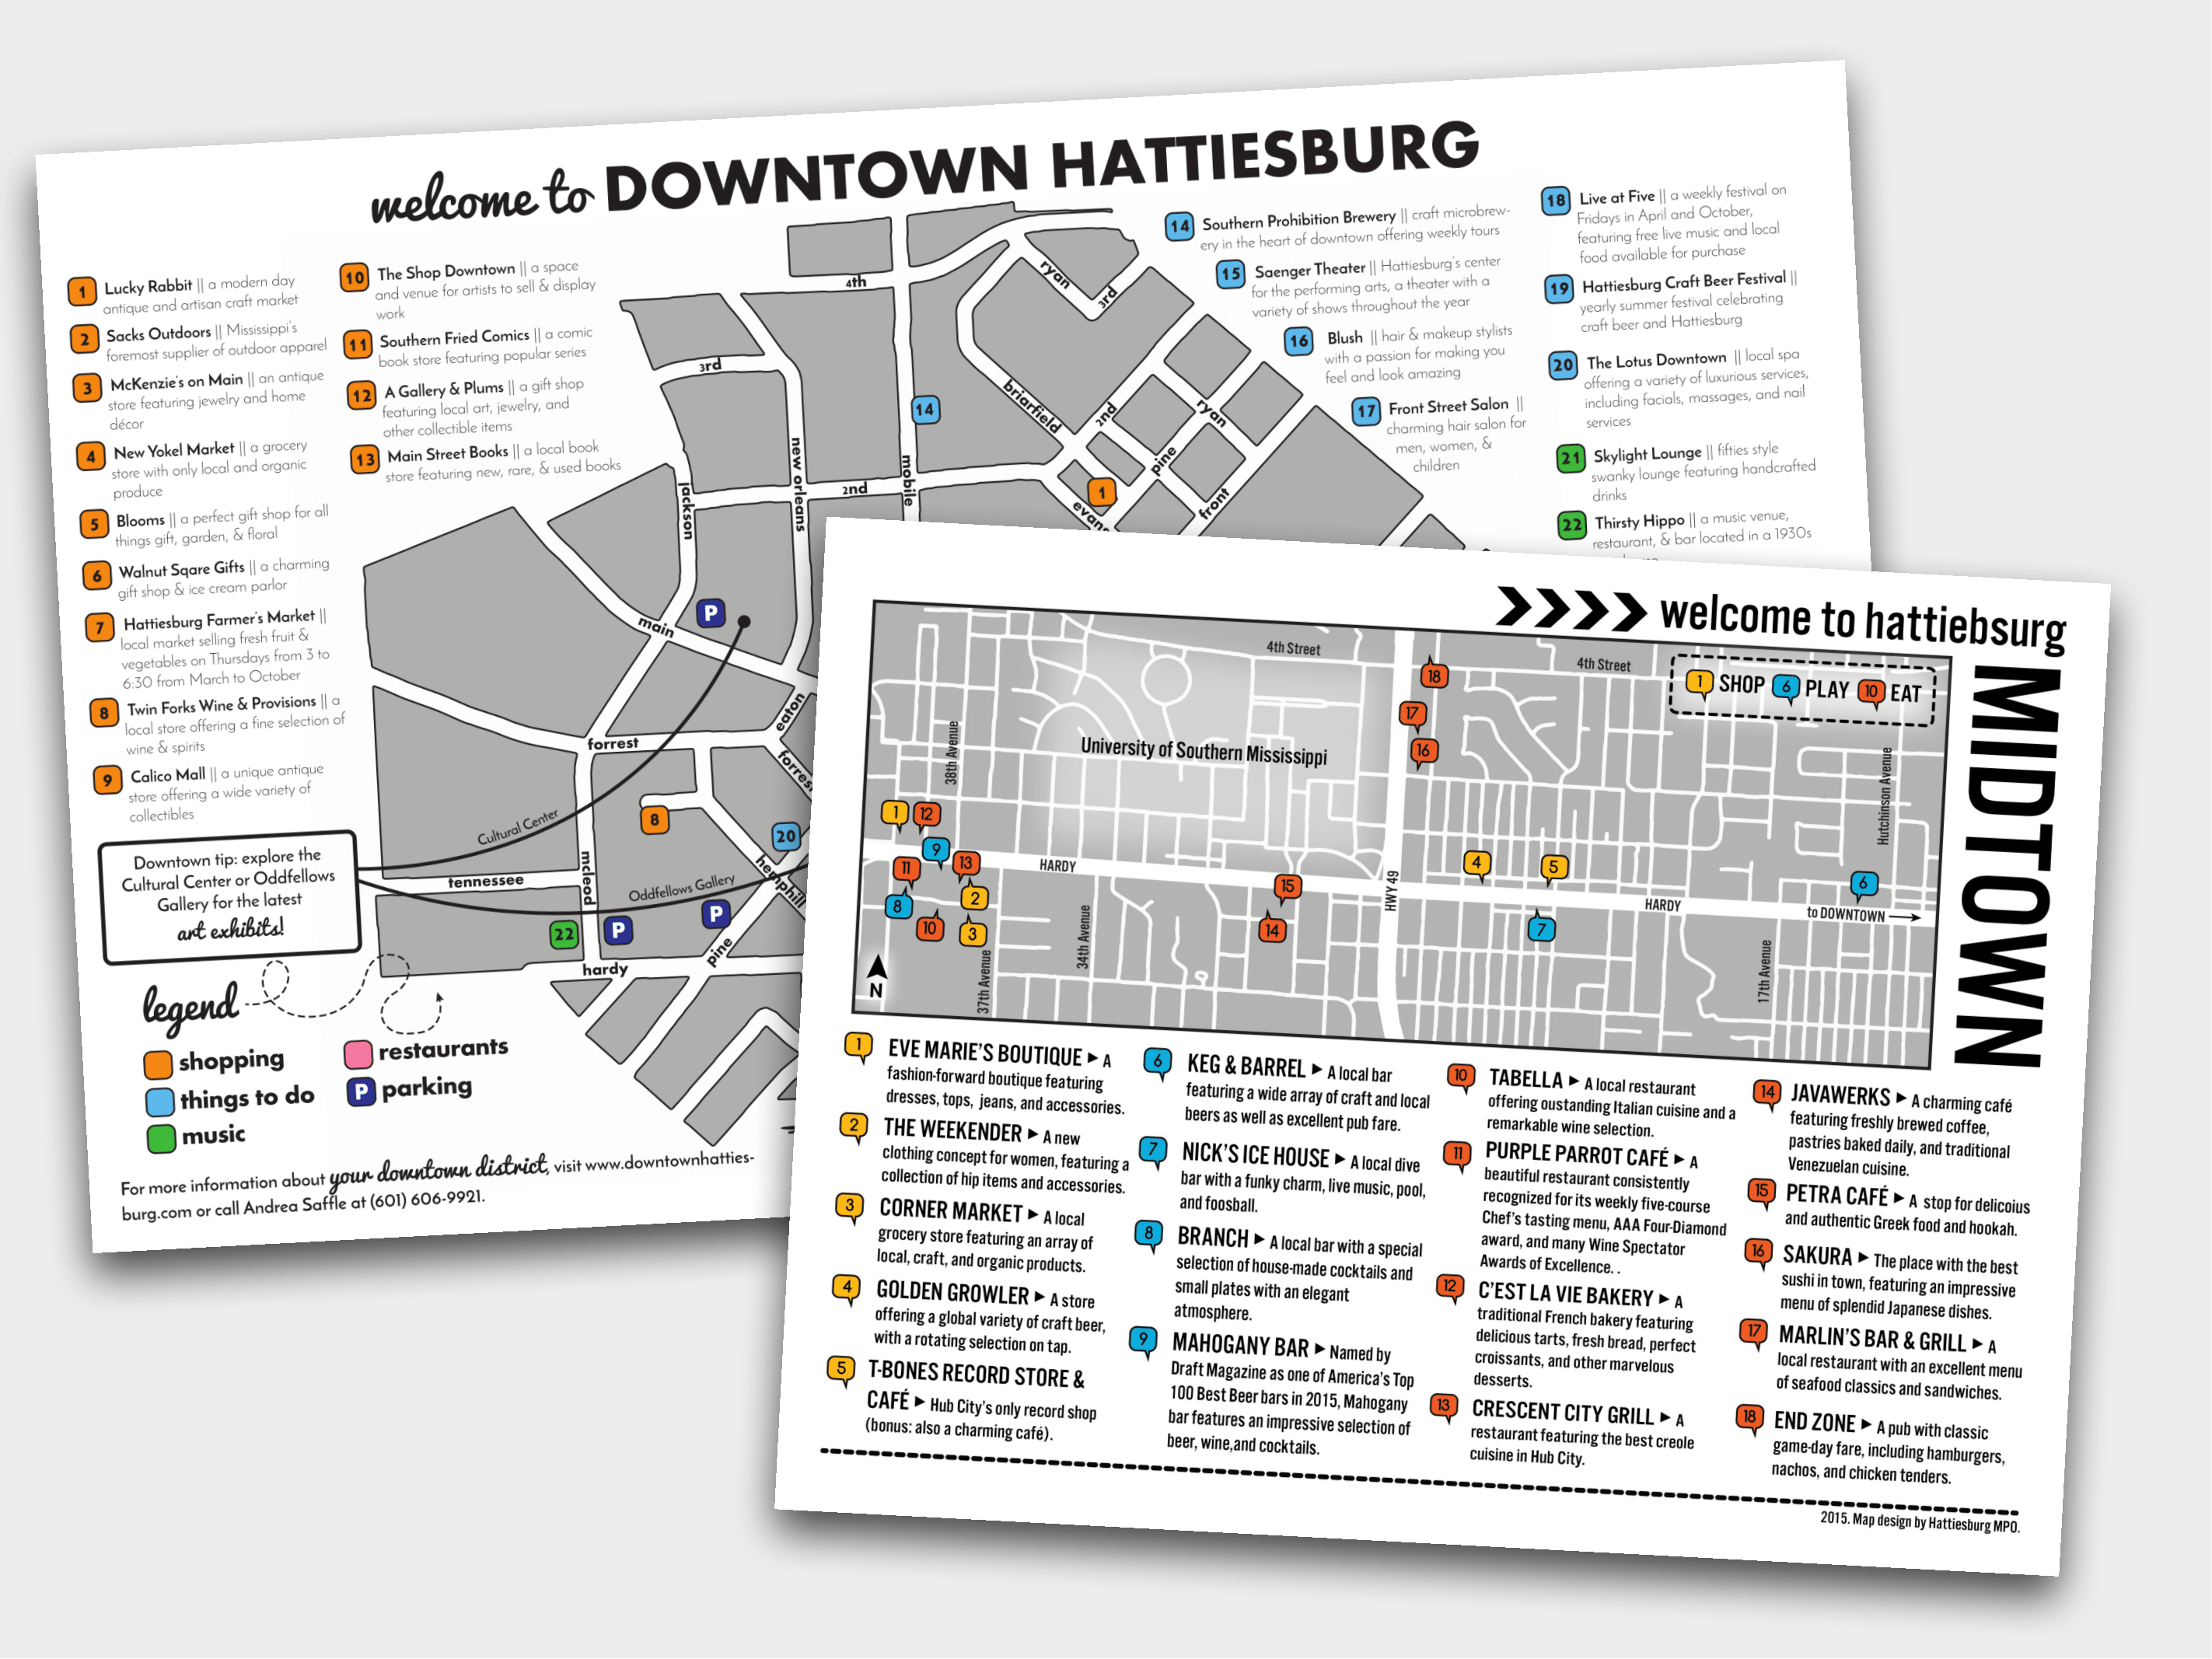 welcome to DOWNTOWN HATTIESBURG
1 Lucky Rabbit || a modern day
antique and artisan craft market
2 Sacks Outdoors || Mississippi's
foremost supplier of outdoor apparel
3 McKenzie's on Main || an antique
store featuring jewelry and home
décor
4 New Yokel Market || a grocery
store with only local and organic
produce
5 Blooms || a perfect gift shop for all
things gift, garden, & floral
6 Walnut Sqare Gifts || a charming
gift shop & ice cream parlor
7 Hattiesburg Farmer's Market ||
local market selling fresh fruit &
vegetables on Thursdays from 3 to
6:30 from March to October
8 Twin Forks Wine & Provisions || a
local store offering a fine selection of
wine & spirits
9 Calico Mall || a unique antique
store offering a wide variety of
collectibles
10 The Shop Downtown || a space
and venue for artists to sell & display
work
11 Southern Fried Comics || a comic
book store featuring popular series
12 A Gallery & Plums || a gift shop
featuring local art, jewelry, and
other collectible items
13 Main Street Books || a local book
store featuring new, rare, & used books
14 Southern Prohibition Brewery || craft microbrew-
ery in the heart of downtown offering weekly tours
15 Saenger Theater || Hattiesburg's center
for the performing arts, a theater with a
variety of shows throughout the year
16 Blush || hair & makeup stylists
with a passion for making you
feel and look amazing
17 Front Street Salon ||
charming hair salon for
men, women, &
children
18 Live at Five || a weekly festival on
Fridays in April and October,
featuring free live music and local
food available for purchase
19 Hattiesburg Craft Beer Festival ||
yearly summer festival celebrating
craft beer and Hattiesburg
20 The Lotus Downtown || local spa
offering a variety of luxurious services,
including facials, massages, and nail
services
21 Skylight Lounge || fifties style
swanky lounge featuring handcrafted
drinks
22 Thirsty Hippo || a music venue,
restaurant, & bar located in a 1930s
4th
ryan
3rd
3rd
briarfield
2nd
ryan
14
new orleans
mobile
pine
jackson
2nd
1
evans
front
P
main
eaton
forrest
forres
8
20
Cultural Center
mcleod
hemphill
tennessee
Oddfellows Gallery
22
P
P
pine
hardy
Downtown tip: explore the
Cultural Center or Oddfellows
Gallery for the latest
art exhibits!
legend
shopping
things to do
music
restaurants
P parking
For more information about your downtown district, visit www.downtownhatties-
burg.com or call Andrea Saffle at (601) 606-9921.
welcome to hattiebsurg
MIDTOWN
4th Street
4th Street
1 SHOP 6 PLAY 10 EAT
18
17
16
University of Southern Mississippi
38th Avenue
Hutchinson Avenue
1
12
9
11
13
HARDY
8
2
10
3
15
14
HWY 49
4
5
7
HARDY
6
to DOWNTOWN
34th Avenue
37th Avenue
17th Avenue
N
1 EVE MARIE'S BOUTIQUE ▸ A
fashion-forward boutique featuring
dresses, tops, jeans, and accessories.
2 THE WEEKENDER ▸ A new
clothing concept for women, featuring a
collection of hip items and accessories.
3 CORNER MARKET ▸ A local
grocery store featuring an array of
local, craft, and organic products.
4 GOLDEN GROWLER ▸ A store
offering a global variety of craft beer,
with a rotating selection on tap.
5 T-BONES RECORD STORE &
CAFÉ ▸ Hub City's only record shop
(bonus: also a charming café).
6 KEG & BARREL ▸ A local bar
featuring a wide array of craft and local
beers as well as excellent pub fare.
7 NICK'S ICE HOUSE ▸ A local dive
bar with a funky charm, live music, pool,
and foosball.
8 BRANCH ▸ A local bar with a special
selection of house-made cocktails and
small plates with an elegant
atmosphere.
9 MAHOGANY BAR ▸ Named by
Draft Magazine as one of America's Top
100 Best Beer bars in 2015, Mahogany
bar features an impressive selection of
beer, wine,and cocktails.
10 TABELLA ▸ A local restaurant
offering oustanding Italian cuisine and a
remarkable wine selection.
11 PURPLE PARROT CAFÉ ▸ A
beautiful restaurant consistently
recognized for its weekly five-course
Chef's tasting menu, AAA Four-Diamond
award, and many Wine Spectator
Awards of Excellence. .
12 C'EST LA VIE BAKERY ▸ A
traditional French bakery featuring
delicious tarts, fresh bread, perfect
croissants, and other marvelous
desserts.
13 CRESCENT CITY GRILL ▸ A
restaurant featuring the best creole
cuisine in Hub City.
14 JAVAWERKS ▸ A charming café
featuring freshly brewed coffee,
pastries baked daily, and traditional
Venezuelan cuisine.
15 PETRA CAFÉ ▸ A stop for delicoius
and authentic Greek food and hookah.
16 SAKURA ▸ The place with the best
sushi in town, featuring an impressive
menu of splendid Japanese dishes.
17 MARLIN'S BAR & GRILL ▸ A
local restaurant with an excellent menu
of seafood classics and sandwiches.
18 END ZONE ▸ A pub with classic
game-day fare, including hamburgers,
nachos, and chicken tenders.
2015. Map design by Hattiesburg MPO.